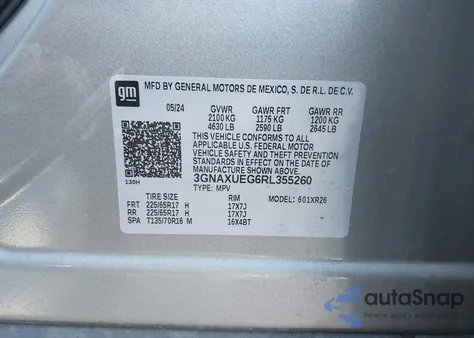 gm
MFD BY GENERAL MOTORS DE MEXICO, S. DE R.L. DE C.V.
05/24 GVWR GAWR FRT GAWR RR
2100 KG 1175 KG 1200 KG
4630 LB 2590 LB 2645 LB
THIS VEHICLE CONFORMS TO ALL
APPLICABLE U.S. FEDERAL MOTOR
VEHICLE SAFETY AND THEFT PREVENTION
STANDARDS IN EFFECT ON THE DATE OF
MANUFACTURE SHOWN ABOVE.
3GNAXUEG6RL355260
130H TYPE: MPV
TIRE SIZE RIM MODEL: 601XR26
FRT 225/65R17 H 17X7J
RR 225/65R17 H 17X7J
SPA T135/70R16 M 16X4BT
autoSnap